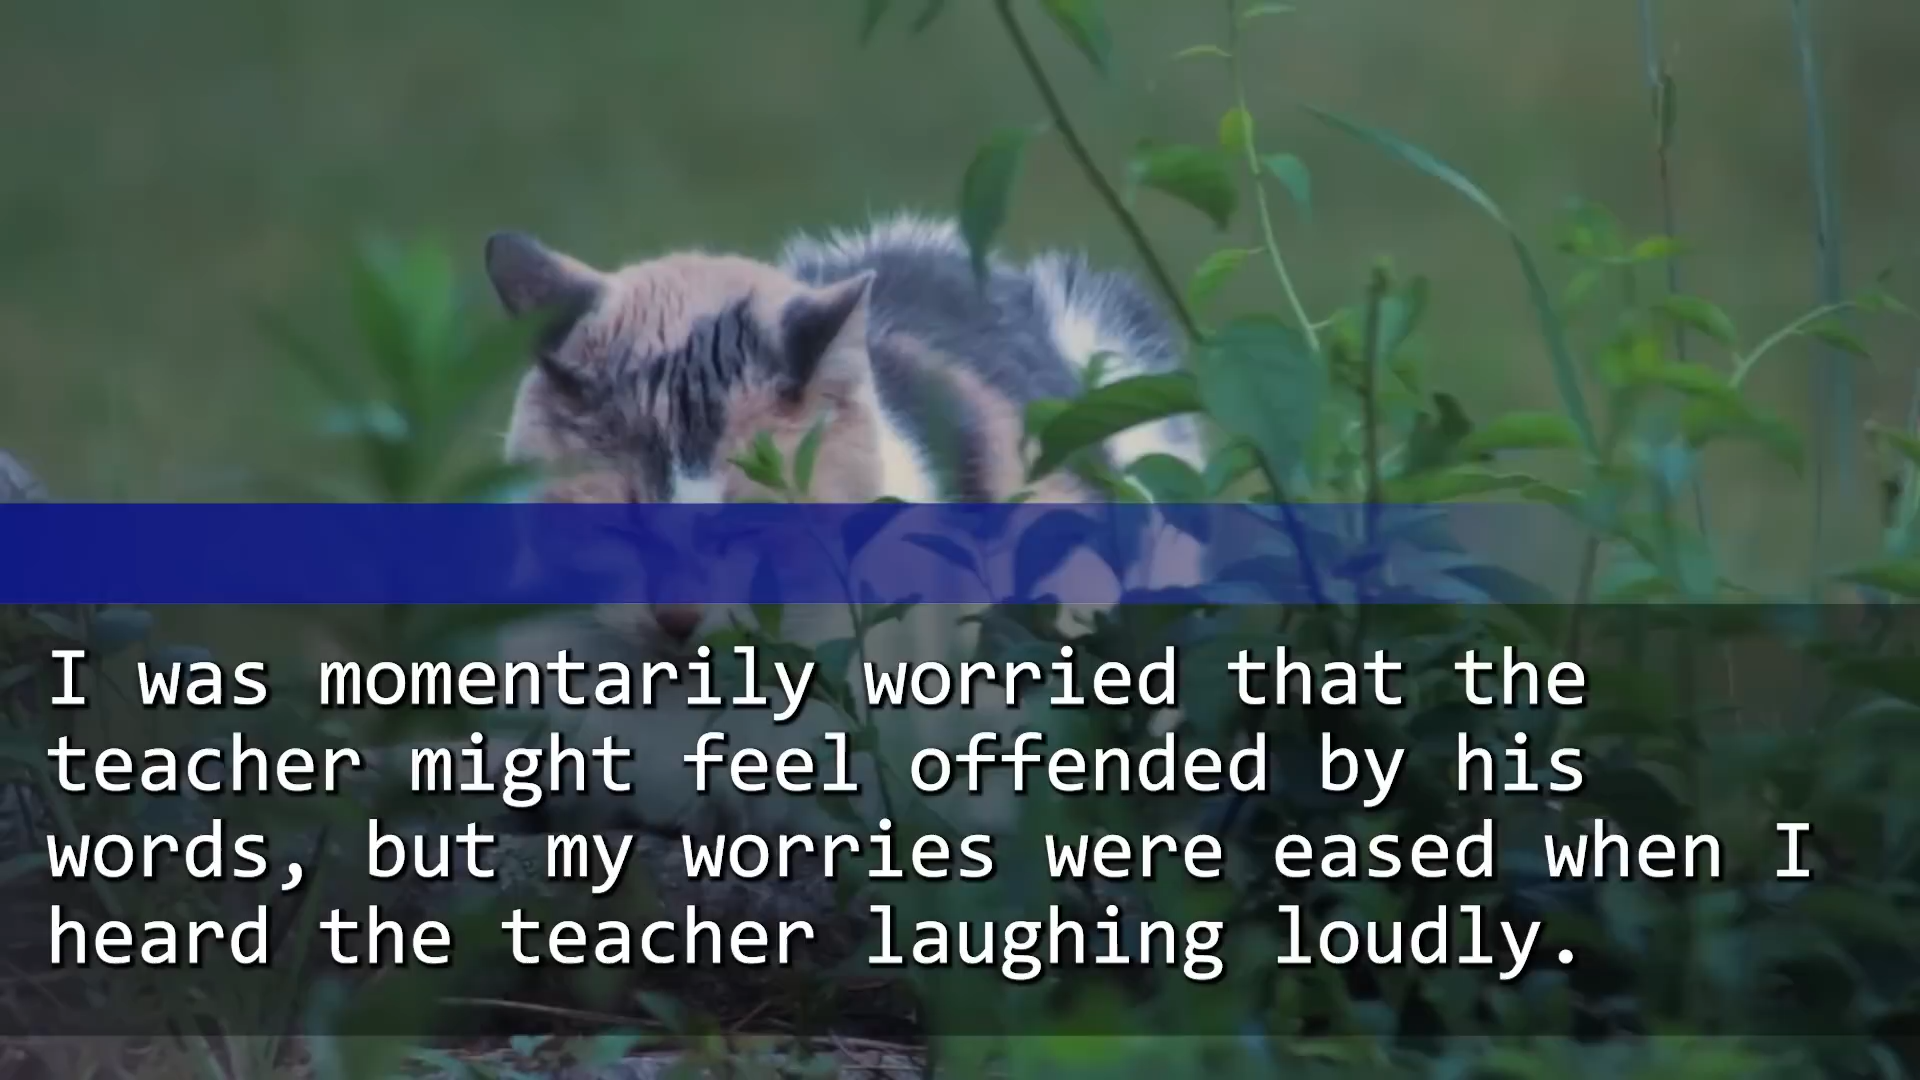 I was momentarily worried that the
teacher might feel offended by his
words, but my worries were eased when I
heard the teacher laughing loudly.